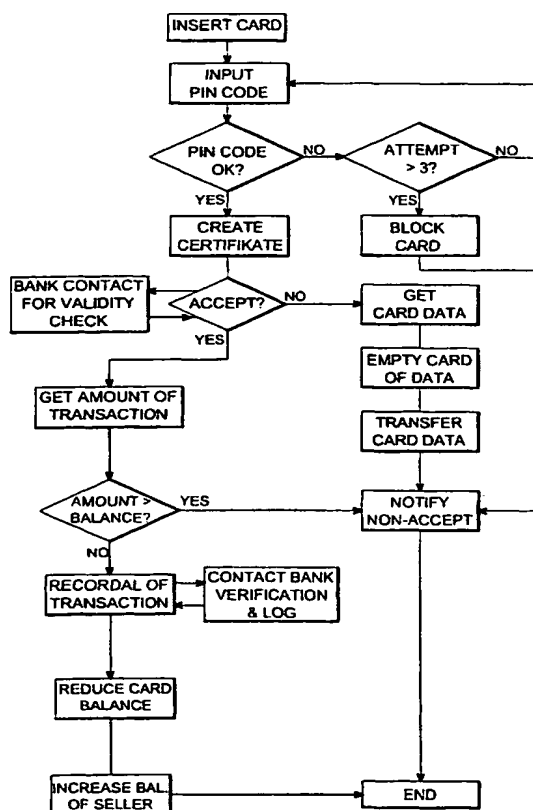 INSERT CARD
INPUT
PIN CODE
PIN CODE
OK?
NO
ATTEMPT
> 3?
NO
YES
YES
CREATE
CERTIFIKATE
BLOCK
CARD
BANK CONTACT
FOR VALIDITY
CHECK
ACCEPT?
NO
GET
CARD DATA
YES
EMPTY CARD
OF DATA
GET AMOUNT OF
TRANSACTION
TRANSFER
CARD DATA
AMOUNT >
BALANCE?
YES
NOTIFY
NON-ACCEPT
NO
RECORDAL OF
TRANSACTION
CONTACT BANK
VERIFICATION
& LOG
REDUCE CARD
BALANCE
INCREASE BAL.
OF SELLER
END